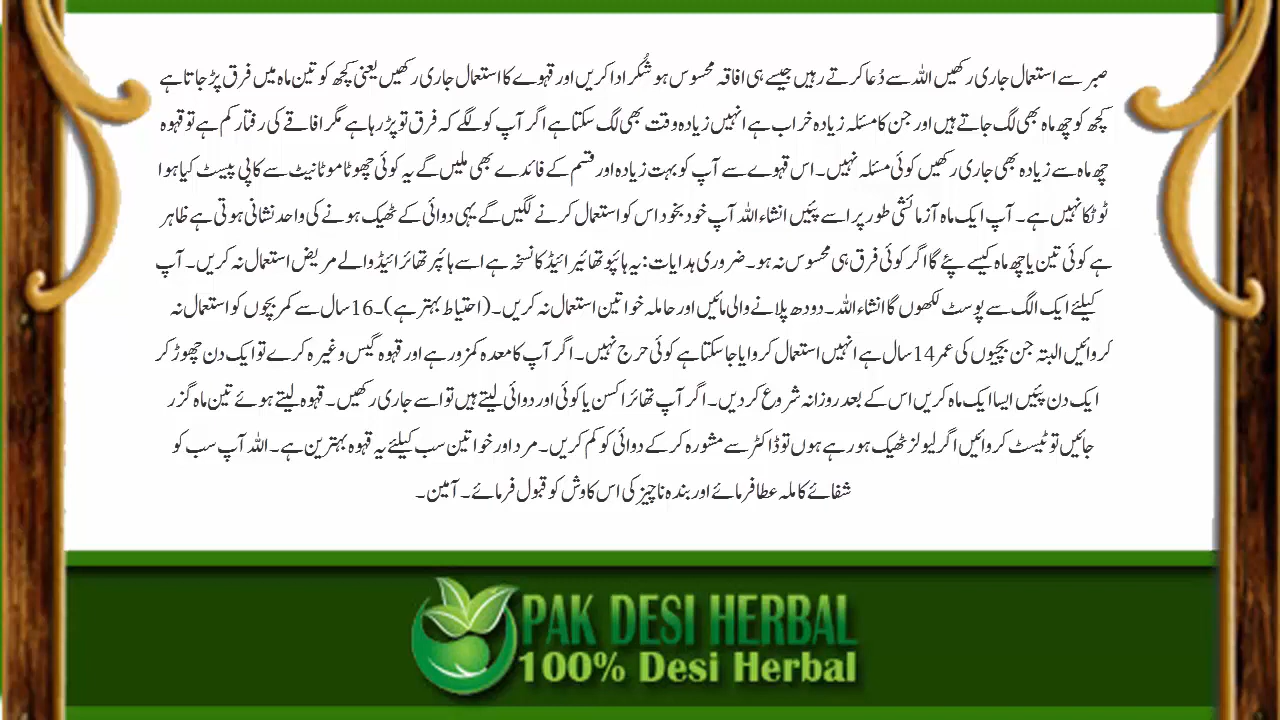 صبر سے استعمال جاری رکھیں اللہ سے دُعا کرتے رہیں جیسے ہی افاقہ محسوس ہو شُکر ادا کریں اور قہوے کا استعمال جاری رکھیں یعنی کچھ کو تین ماہ میں فرق پڑ جاتا ہے
کچھ کو چھ ماہ بھی لگ جاتے ہیں اور جن کا مسئلہ زیادہ خراب ہے انہیں زیادہ وقت بھی لگ سکتا ہے اگر آپ کو لگے کہ فرق تو پڑ رہا ہے مگر افاقے کی رفتار کم ہے تو قہوہ
چھ ماہ سے زیادہ بھی جاری رکھیں کوئی مسئلہ نہیں۔ اس قہوے سے آپ کو بہت زیادہ اور قسم کے فائدے بھی ملیں گے یہ کوئی چھوٹا موٹا نیٹ سے کاپی پیسٹ کیا ہوا
ٹوٹکا نہیں ہے۔ آپ ایک ماہ آزمائشی طور پر اسے پئیں انشاء اللہ آپ خود بخود اس کو استعمال کرنے لگیں گے یہی دوائی کے ٹھیک ہونے کی واحد نشانی ہوتی ہے ظاہر
ہے کوئی تین یا چھ ماہ کیسے پئے گا اگر کوئی فرق ہی محسوس نہ ہو۔ ضروری ہدایات: یہ ہائپو تھائیرائیڈ کا نسخہ ہے اسے ہائپر تھائرائیڈ والے مریض استعمال نہ کریں۔ آپ
کیلئے ایک الگ سے پوسٹ لکھوں گا انشاء اللہ۔ دودھ پلانے والی مائیں اور حاملہ خواتین استعمال نہ کریں۔ (احتیاط بہتر ہے)۔ 16 سال سے کمر بچوں کو استعمال نہ
کروائیں البتہ جن بچیوں کی عمر 14 سال ہے انہیں استعمال کروایا جا سکتا ہے کوئی حرج نہیں۔ اگر آپ کا معدہ کمزور ہے اور قہوہ گیس وغیرہ کرے تو ایک دن چھوڑ کر
ایک دن پئیں ایسا ایک ماہ کریں اس کے بعد روزانہ شروع کر دیں۔ اگر آپ تھائراکسن یا کوئی اور دوائی لیتے ہیں تو اسے جاری رکھیں۔ قہوہ لیتے ہوئے تین ماہ گزر
جائیں تو ٹیسٹ کروائیں اگر لیولز ٹھیک ہو رہے ہوں تو ڈاکٹر سے مشورہ کر کے دوائی کو کم کریں۔ مرد اور خواتین سب کیلئے یہ قہوہ بہترین ہے۔ اللہ آپ سب کو
شفائے کاملہ عطا فرمائے اور بندہ ناچیز کی اس کاوش کو قبول فرمائے۔ آمین۔
PAK DESI HERBAL
100% Desi Herbal